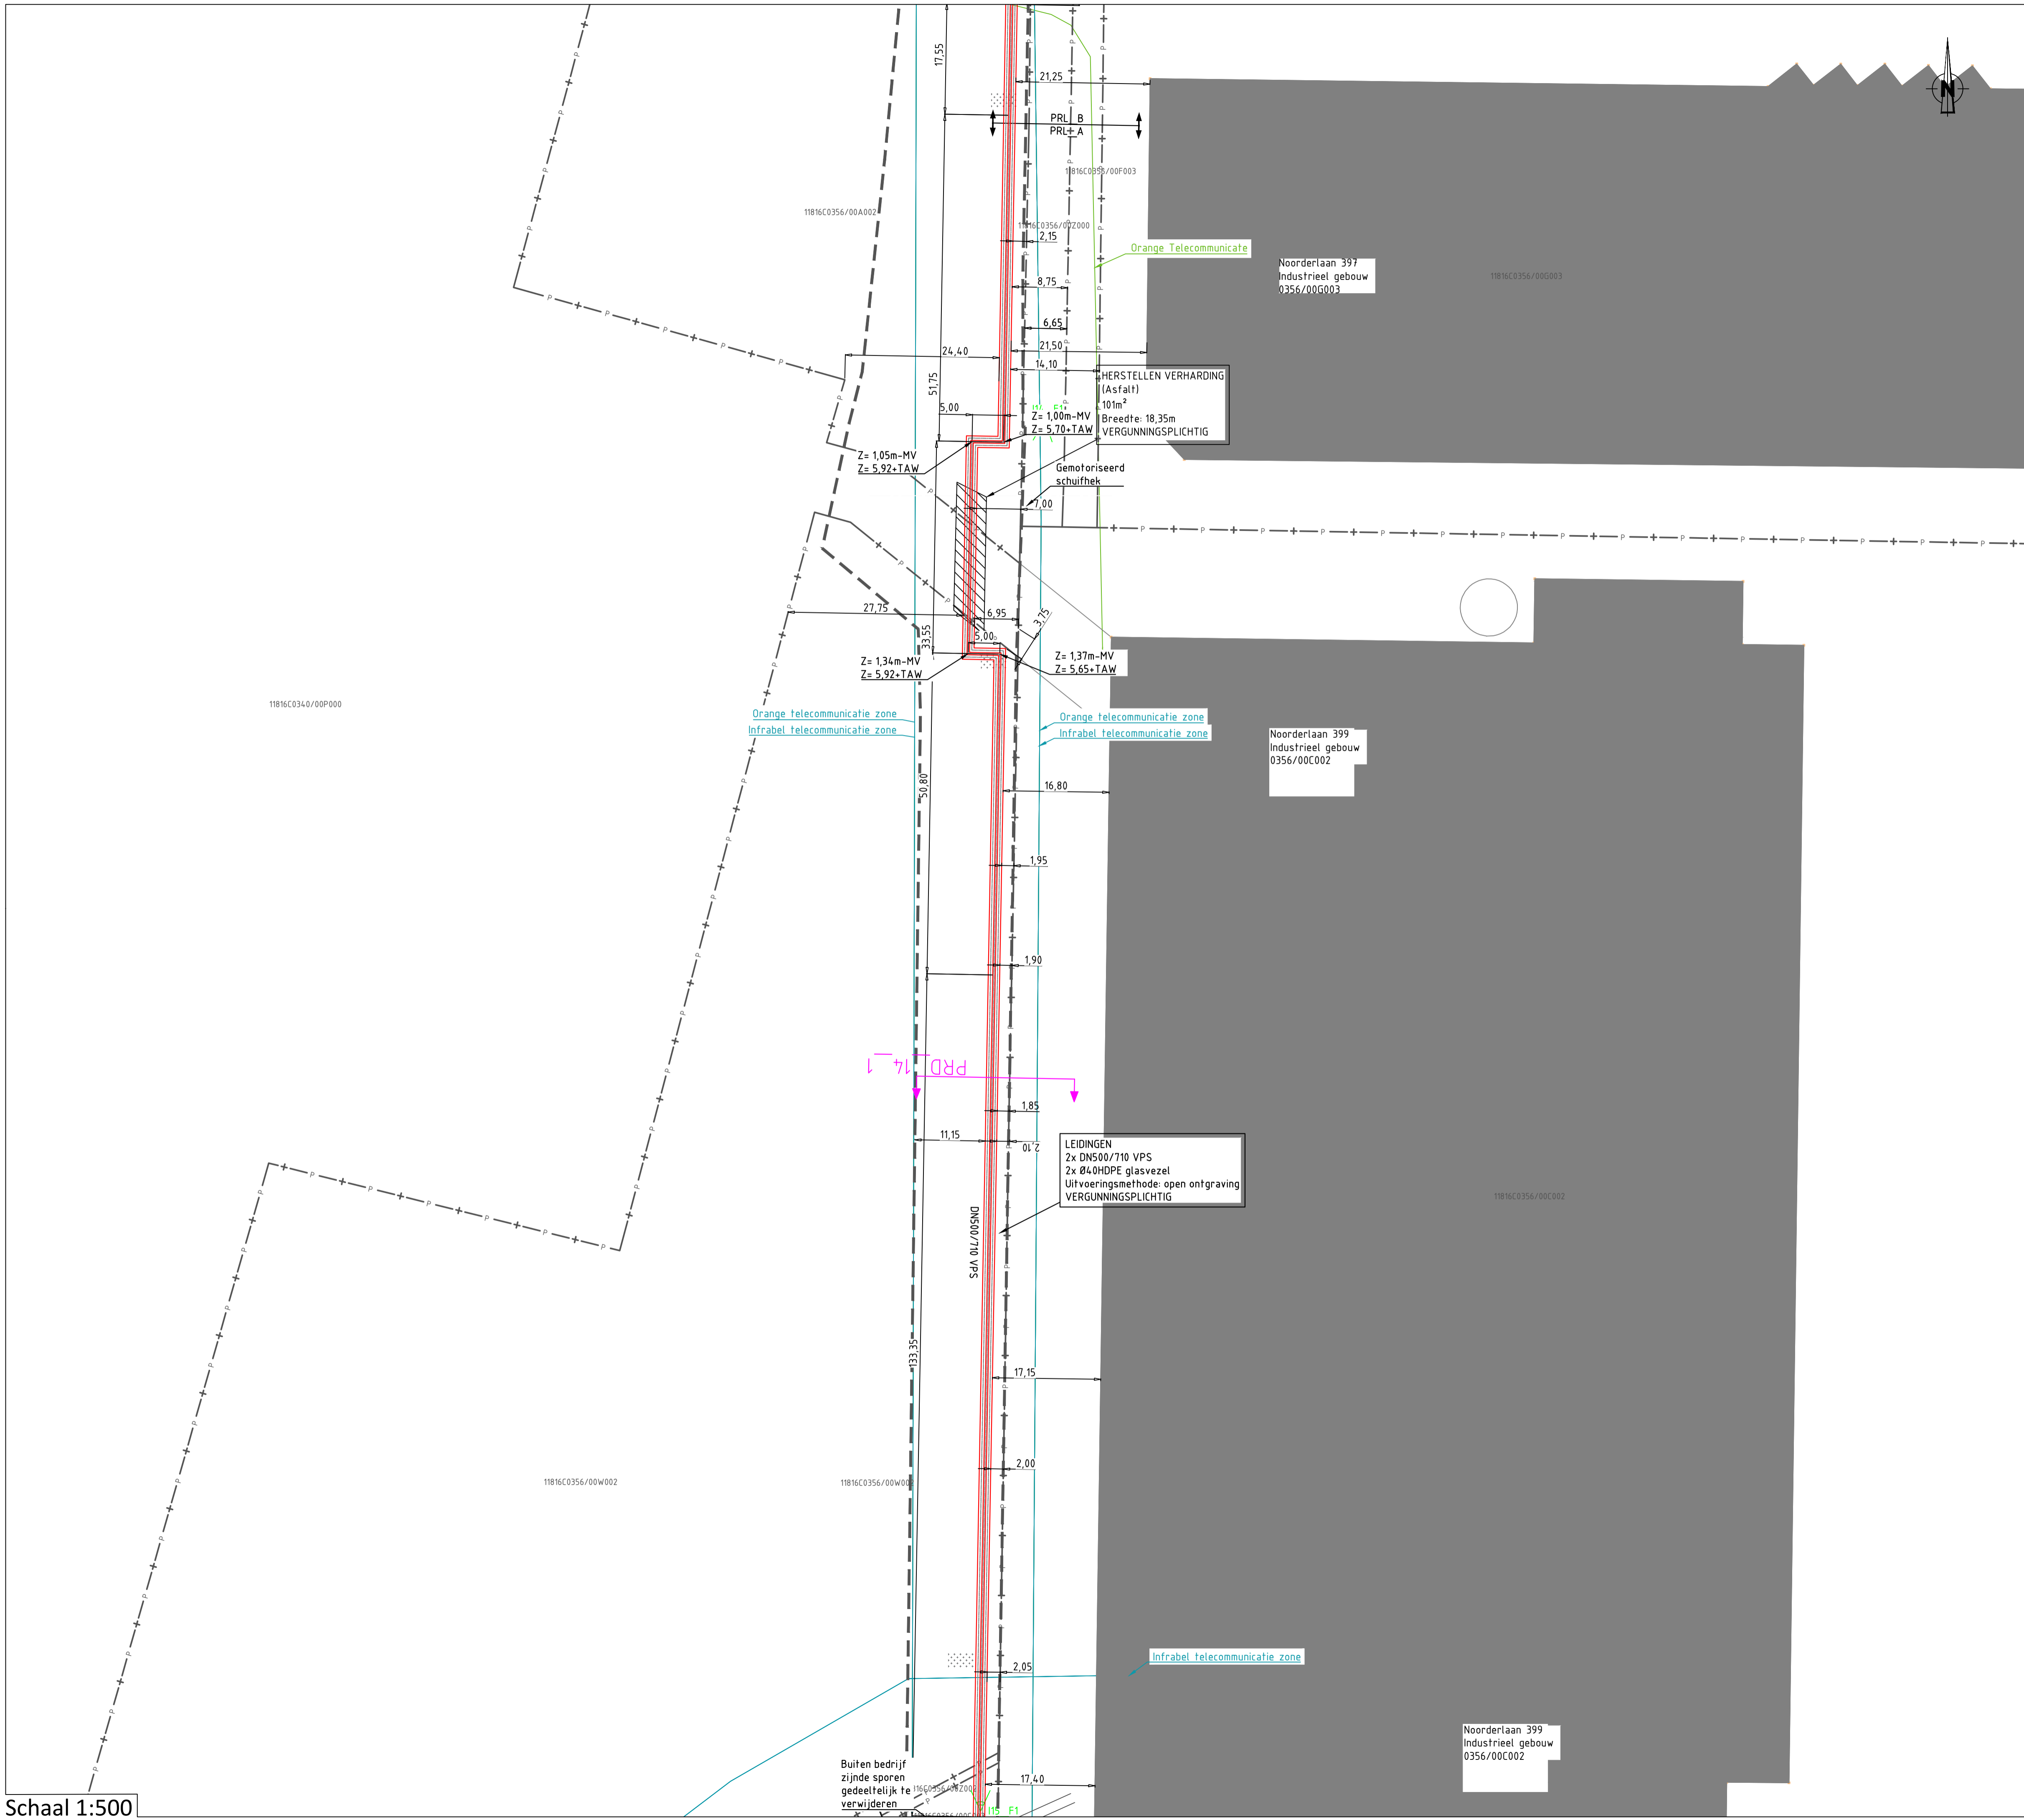 17,55
21,25
N
PRL_B
PRL_A
11816C0356/00F003
11816C0356/00A002
11816C0356/00Z000
2,15
Orange Telecommunicate
Noorderlaan 397
Industrieel gebouw
0356/00G003
11816C0356/00G003
8,75
6,65
24,40
21,50
14,10
51,75
HERSTELLEN VERHARDING
(Asfalt)
101m²
Breedte: 18,35m
VERGUNNINGSPLICHTIG
5,00
Z= 1,00m-MV
Z= 5,70+TAW
Z= 1,05m-MV
Z= 5,92+TAW
Gemotoriseerd
schuifhek
7,00
27,75
6,95
3,75
33,55
5,00
Z= 1,34m-MV
Z= 5,92+TAW
Z= 1,37m-MV
Z= 5,65+TAW
11816C0340/00P000
Orange telecommunicatie zone
Infrabel telecommunicatie zone
Orange telecommunicatie zone
Infrabel telecommunicatie zone
Noorderlaan 399
Industrieel gebouw
0356/00C002
50,80
16,80
1,95
1,90
PRD_14_1
1,85
11,15
2,10
LEIDINGEN
2x DN500/710 VPS
2x Ø40HDPE glasvezel
Uitvoeringsmethode: open ontgraving
VERGUNNINGSPLICHTIG
11816C0356/00C002
DN500/710 VPS
133,35
17,15
2,00
11816C0356/00W002
11816C0356/00W00
Infrabel telecommunicatie zone
2,05
Noorderlaan 399
Industrieel gebouw
0356/00C002
Buiten bedrijf
zijnde sporen
gedeeltelijk te
verwijderen
17,40
I15_F1
Schaal 1:500